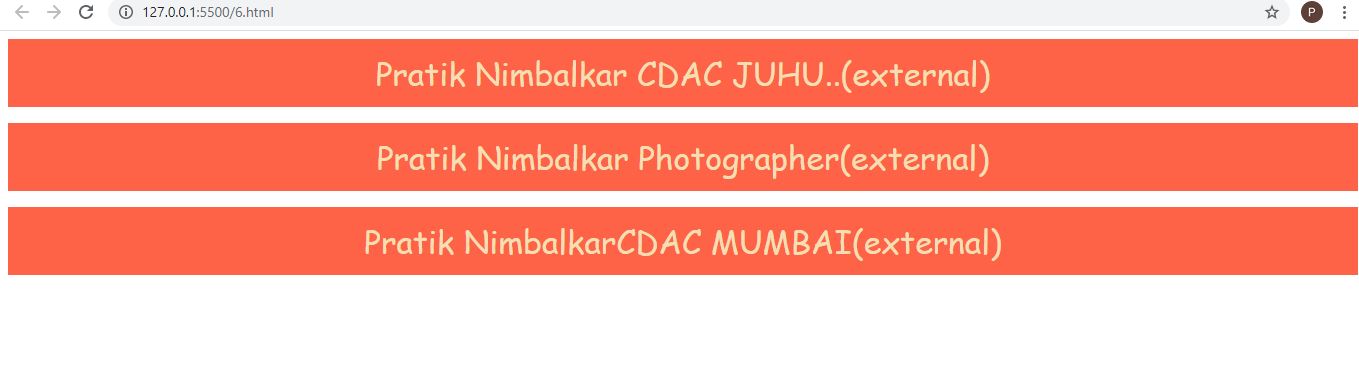 127.0.0.1:5500/6.html
P
Pratik Nimbalkar CDAC JUHU..(external)
Pratik Nimbalkar Photographer(external)
Pratik NimbalkarCDAC MUMBAI(external)